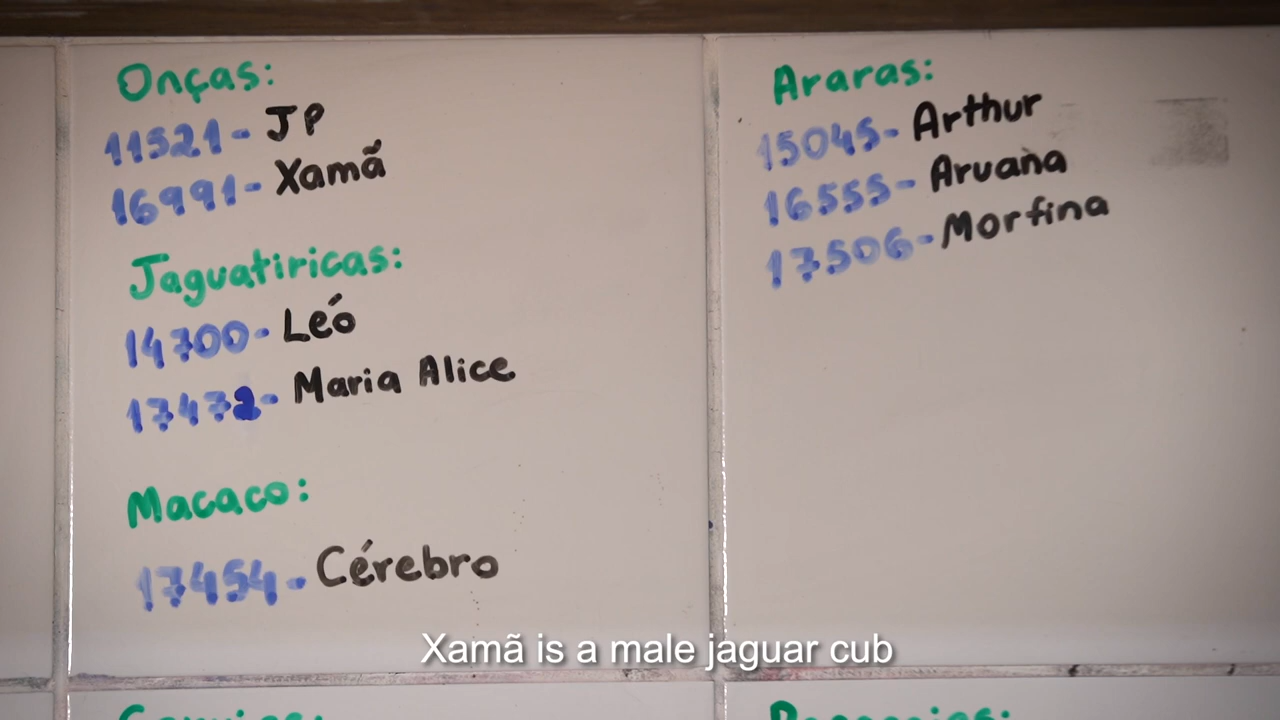 Onças:
11521- JP
16991- Xamã
Jaguatiricas:
14700- Leó
17472- Maria Alice
Macaco:
17454- Cérebro
Araras:
15045- Arthur
16555- Aruana
17506- Morfina
Xamã is a male jaguar cub